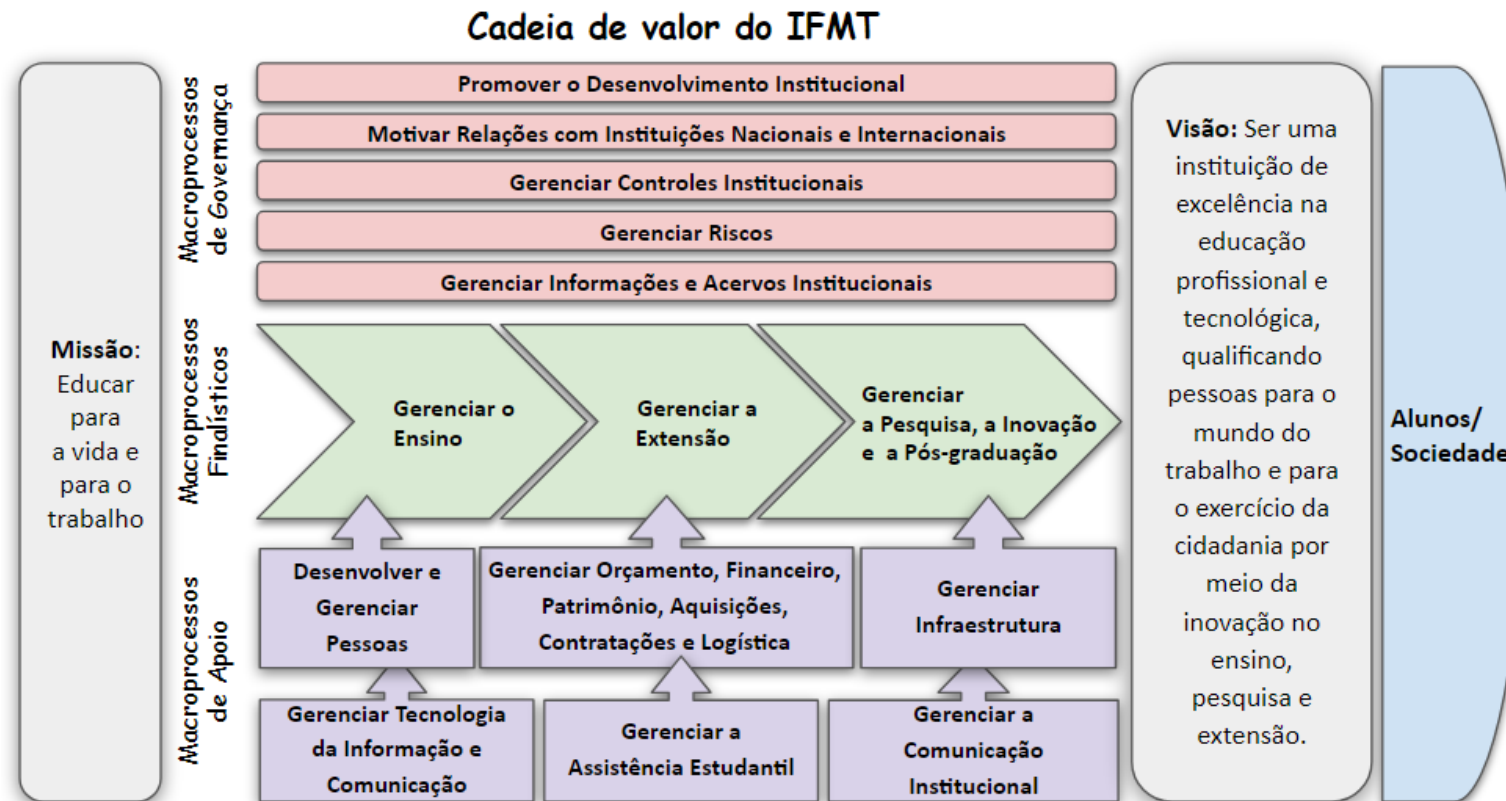 Cadeia de valor do IFMT
Missão:
Educar
para
a vida e
para o
trabalho
Macroprocessos
de Governança
Promover o Desenvolvimento Institucional
Motivar Relações com Instituições Nacionais e Internacionais
Gerenciar Controles Institucionais
Gerenciar Riscos
Gerenciar Informações e Acervos Institucionais
Macroprocessos
Finalísticos
Gerenciar o
Ensino
Gerenciar a
Extensão
Gerenciar
a Pesquisa, a Inovação
e a Pós-graduação
Macroprocessos
de Apoio
Desenvolver e
Gerenciar
Pessoas
Gerenciar Orçamento, Financeiro,
Patrimônio, Aquisições,
Contratações e Logística
Gerenciar
Infraestrutura
Gerenciar Tecnologia
da Informação e
Comunicação
Gerenciar a
Assistência Estudantil
Gerenciar a
Comunicação
Institucional
Visão: Ser uma
instituição de
excelência na
educação
profissional e
tecnológica,
qualificando
pessoas para o
mundo do
trabalho e para
o exercício da
cidadania por
meio da
inovação no
ensino,
pesquisa e
extensão.
Alunos/
Sociedade